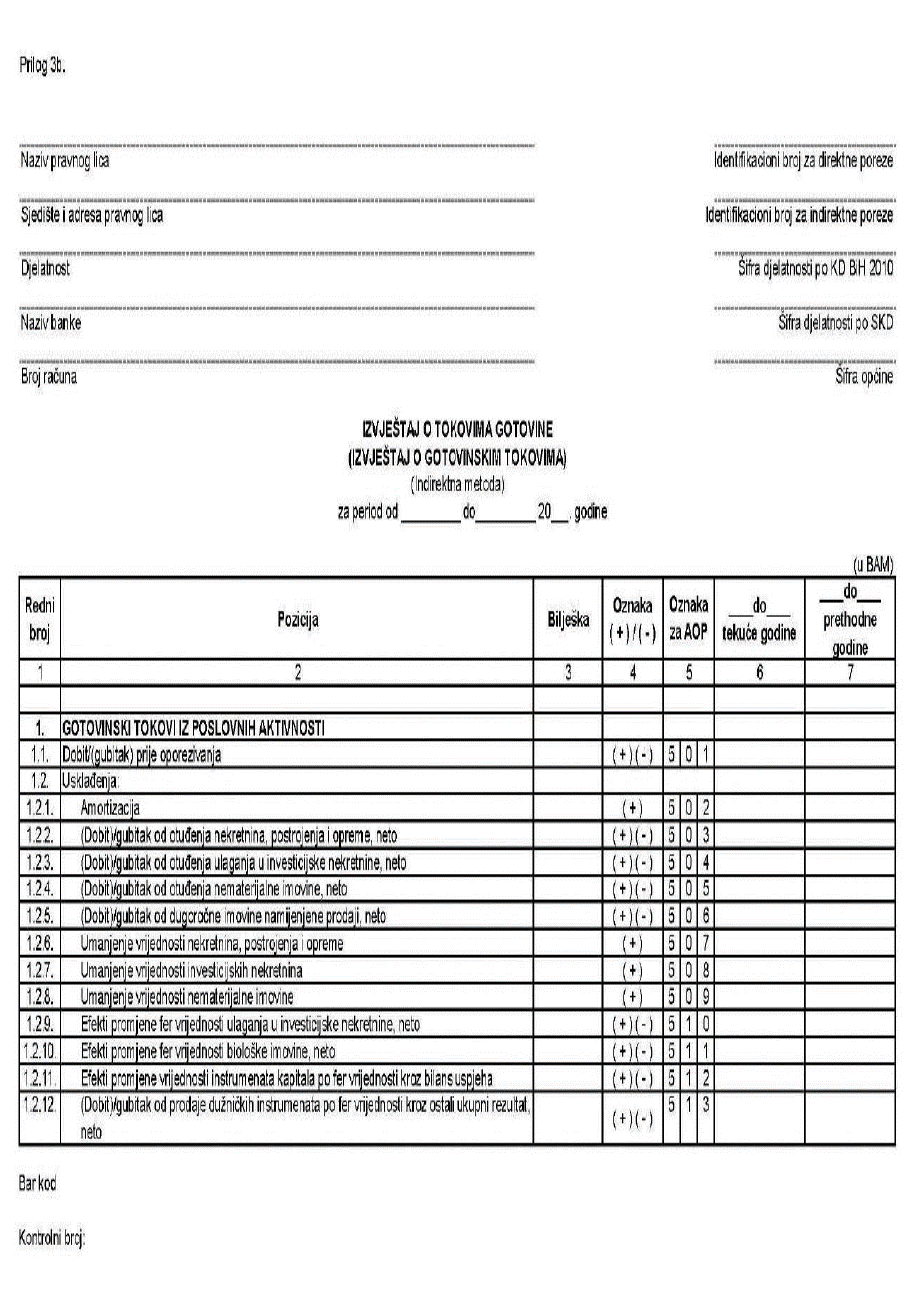 Prilog 3b.
Naziv pravnog lica Identifikacioni broj za direktne poreze
Sjedište i adresa pravnog lica Identifikacioni broj za indirektne poreze
Djelatnost Šifra djelatnosti po KD BiH 2010
Naziv banke Šifra djelatnosti po SKD
Broj računa Šifra općine
IZVJEŠTAJ O TOKOVIMA GOTOVINE
(IZVJEŠTAJ O GOTOVINSKIM TOKOVIMA)
(Indirektna metoda)
za period od _________ do_________ 20___. godine
(u BAM)
Redni broj Pozicija Bilješka Oznaka (+)/(-) Oznaka za AOP ___do___ tekuće godine ___do___ prethodne godine
1 2 3 4 5 6 7
1. GOTOVINSKI TOKOVI IZ POSLOVNIH AKTIVNOSTI
1.1. Dobit/(gubitak) prije oporezivanja (+)(-) 5 0 1
1.2. Usklađenja:
1.2.1. Amortizacija (+) 5 0 2
1.2.2. (Dobit)/gubitak od otuđenja nekretnina, postrojenja i opreme, neto (+)(-) 5 0 3
1.2.3. (Dobit)/gubitak od otuđenja ulaganja u investicijske nekretnine, neto (+)(-) 5 0 4
1.2.4. (Dobit)/gubitak od otuđenja nematerijalne imovine, neto (+)(-) 5 0 5
1.2.5. (Dobit)/gubitak od dugoročne imovine namijenjene prodaji, neto (+)(-) 5 0 6
1.2.6. Umanjenje vrijednosti nekretnina, postrojenja i opreme (+) 5 0 7
1.2.7. Umanjenje vrijednosti investicijskih nekretnina (+) 5 0 8
1.2.8. Umanjenje vrijednosti nematerijalne imovine (+) 5 0 9
1.2.9. Efekti promjene fer vrijednosti ulaganja u investicijske nekretnine, neto (+)(-) 5 1 0
1.2.10. Efekti promjene fer vrijednosti biološke imovine, neto (+)(-) 5 1 1
1.2.11. Efekti promjene vrijednosti instrumenata kapitala po fer vrijednosti kroz bilans uspjeha (+)(-) 5 1 2
1.2.12. (Dobit)/gubitak od prodaje dužničkih instrumenata po fer vrijednosti kroz ostali ukupni rezultat, (+)(-) 5 1 3
neto
Bar kod
Kontrolni broj: